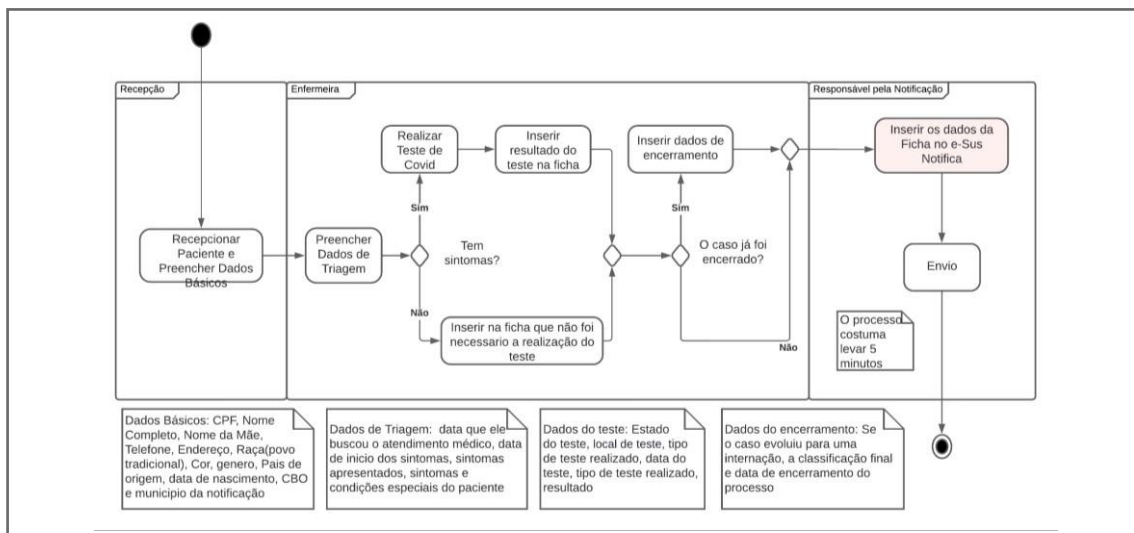 Recepção
Enfermeira
Responsável pela Notificação
Realizar
Teste de
Covid
Inserir
resultado do
teste na ficha
Inserir dados de
encerramento
Inserir os dados da
Ficha no e-Sus
Notifica
Sim
Sim
Recepcionar
Paciente e
Preencher Dados
Básicos
Preencher
Dados de
Triagem
Tem
sintomas?
O caso já foi
encerrado?
Envio
Não
Inserir na ficha que não foi
necessario a realização do
teste
Não
O processo
costuma
levar 5
minutos
Dados Básicos: CPF, Nome
Completo, Nome da Mãe,
Telefone, Endereço, Raça(povo
tradicional), Cor, genero, Pais de
origem, data de nascimento, CBO
e municipio da notificação
Dados de Triagem: data que ele
buscou o atendimento médico, data
de inicio dos sintomas, sintomas
apresentados, sintomas e
condições especiais do paciente
Dados do teste: Estado
do teste, local de teste, tipo
de teste realizado, data do
teste, tipo de teste realizado,
resultado
Dados do encerramento: Se
o caso evoluiu para uma
internação, a classificação final
e data de encerramento do
processo